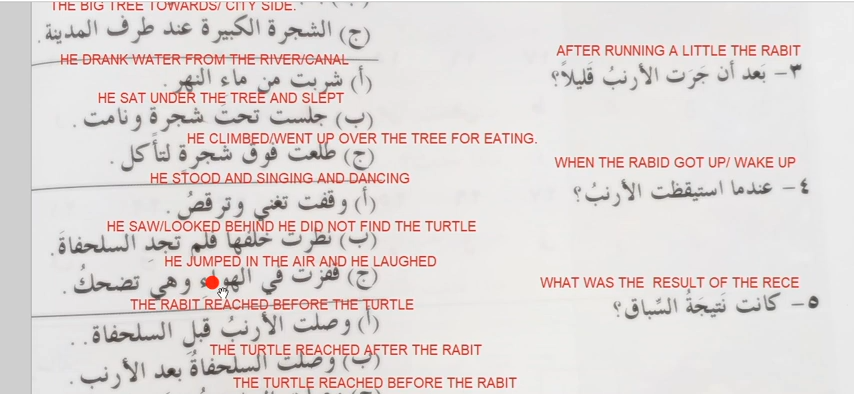 THE BIG TREE TOWARDS/ CITY SIDE.
(ج) الشجرة الكبيرة عند طرف المدينة.
AFTER RUNNING A LITTLE THE RABIT
٣- بَعد أن جَرَت الأرنبُ قَليلاً؟
HE DRANK WATER FROM THE RIVER/CANAL
(أ) شربت من ماء النهر.
HE SAT UNDER THE TREE AND SLEPT
(ب) جلست تحتَ شجرة ونامت.
HE CLIMBED/WENT UP OVER THE TREE FOR EATING.
(ج) طلعت فوقَ شجرة لتأكل.
WHEN THE RABID GOT UP/ WAKE UP
٤- عندما استيقظت الأرنبُ؟
HE STOOD AND SINGING AND DANCING
(أ) وقفت تغني وترقصُ.
HE SAW/LOOKED BEHIND HE DID NOT FIND THE TURTLE
(ب) نظرت خلفها فلم تجد السلحفاةَ.
HE JUMPED IN THE AIR AND HE LAUGHED
(ج) قفزت في الهواء وهي تضحكُ.
WHAT WAS THE RESULT OF THE RECE
٥- كانت نَتيجَةُ السِّباق؟
THE RABIT REACHED BEFORE THE TURTLE
(أ) وصلت الأرنبُ قبل السلحفاة..
THE TURTLE REACHED AFTER THE RABIT
(ب) وصلت السلحفاةُ بعد الأرنب.
THE TURTLE REACHED BEFORE THE RABIT